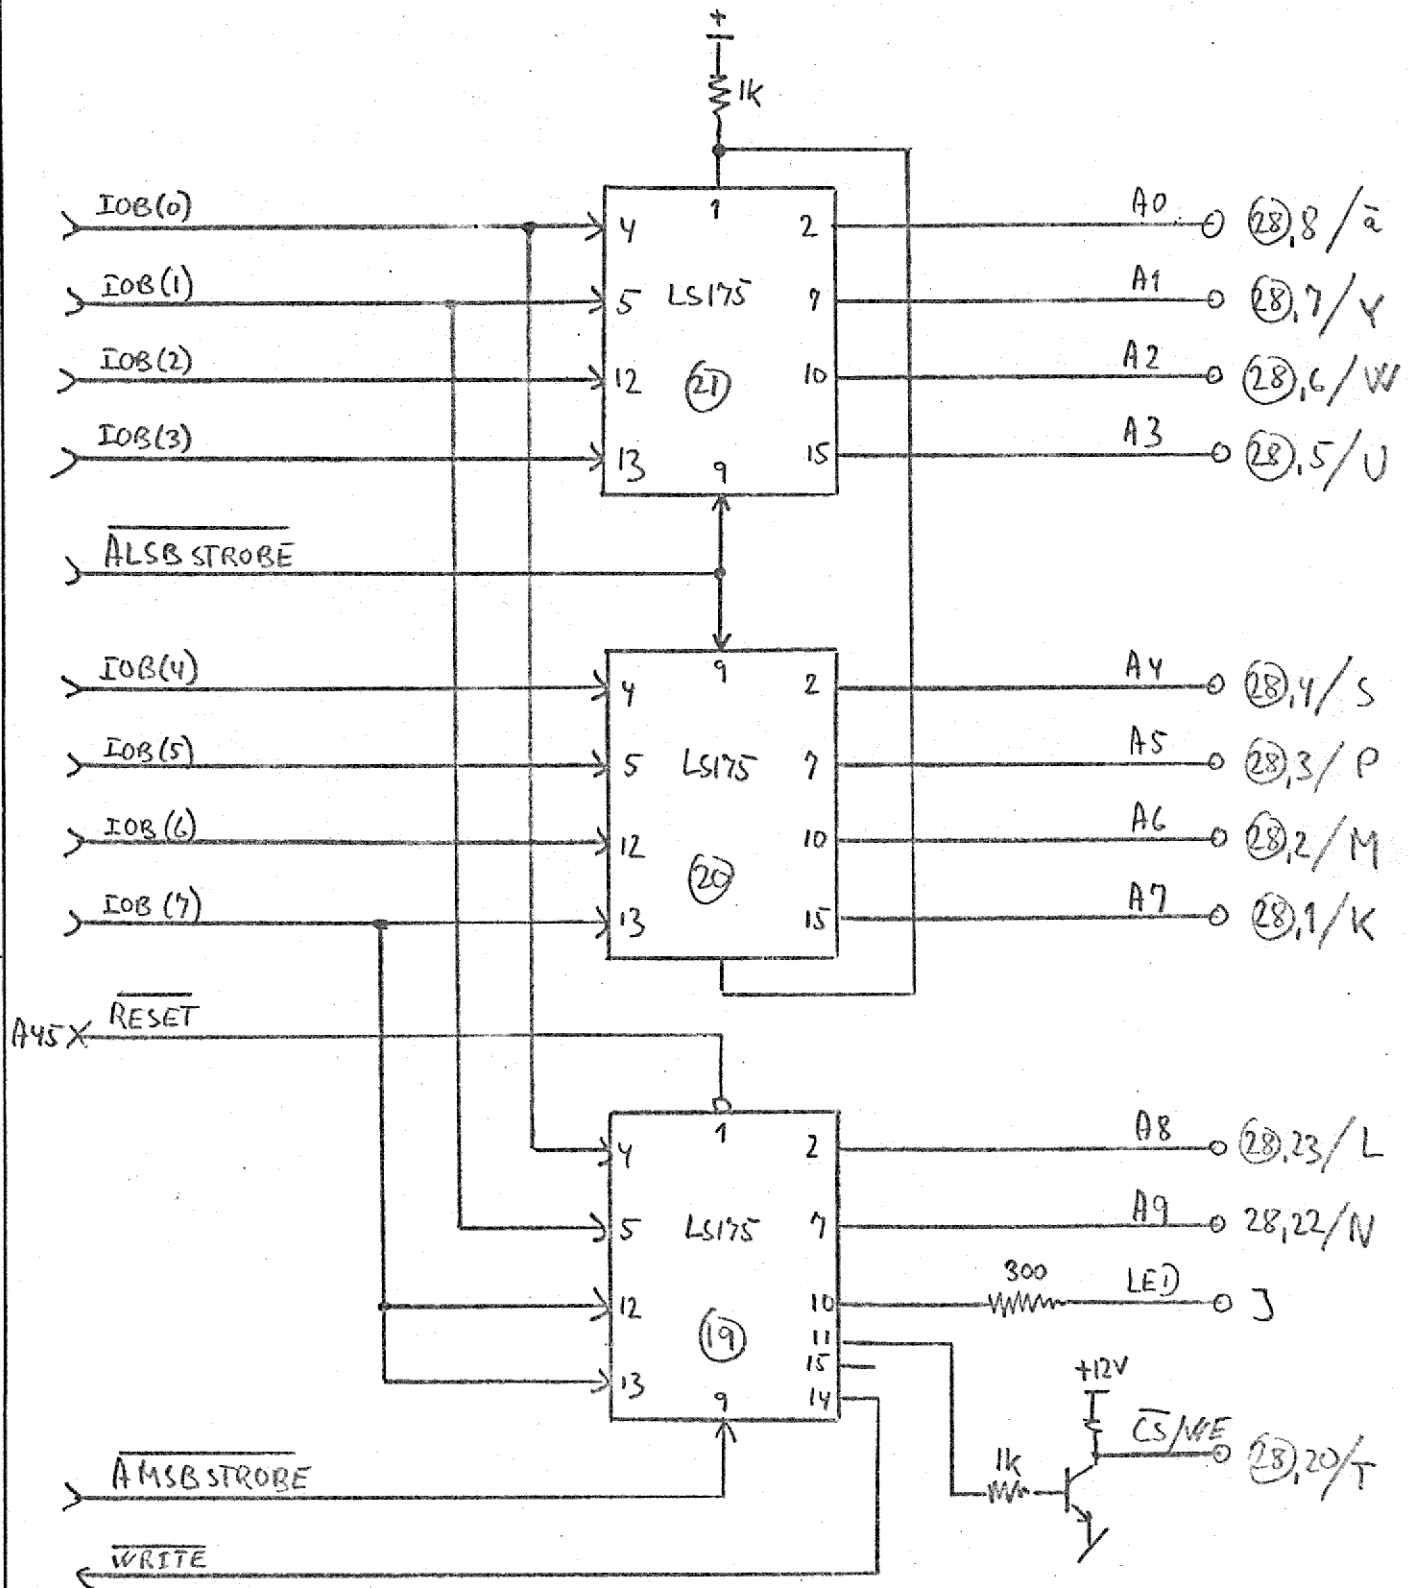 +
1K
IOB(0) 4 1 2 A0 (28),8/ā
IOB(1) 5 LS175 7 A1 (28),7/Y
IOB(2) 12 (21) 10 A2 (28),6/W
IOB(3) 13 9 15 A3 (28),5/U
ALSB STROBE
IOB(4) 4 9 2 A4 (28),4/S
IOB(5) 5 LS175 7 A5 (28),3/P
IOB(6) 12 (20) 10 A6 (28),2/M
IOB(7) 13 15 A7 (28),1/K
A45 RESET
4 1 2 A8 (28),23/L
5 LS175 7 A9 28,22/N
12 (19) 10 300 LED J
11
13 15
9 14
+12V
CS/WE (28),20/T
1K
AMSB STROBE
WRITE